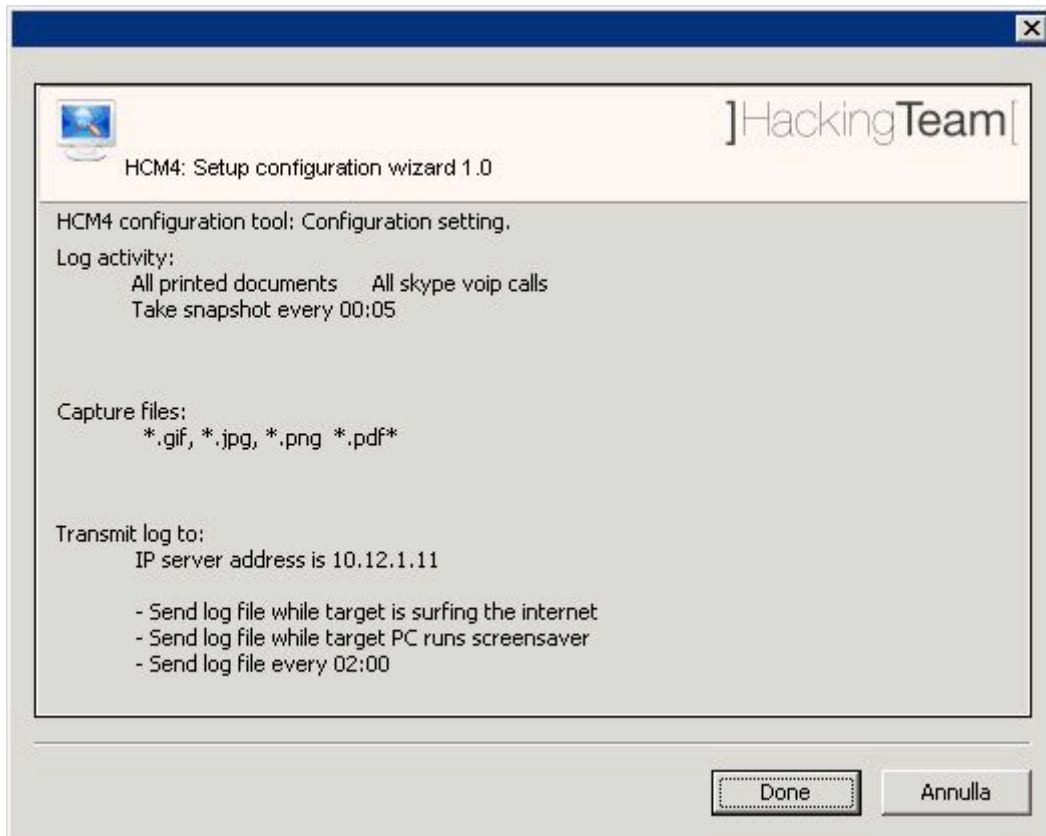 ]HackingTeam[
HCM4: Setup configuration wizard 1.0
HCM4 configuration tool: Configuration setting.
Log activity:
All printed documents All skype voip calls
Take snapshot every 00:05
Capture files:
*.gif, *.jpg, *.png *.pdf*
Transmit log to:
IP server address is 10.12.1.11
- Send log file while target is surfing the internet
- Send log file while target PC runs screensaver
- Send log file every 02:00
Done Annulla